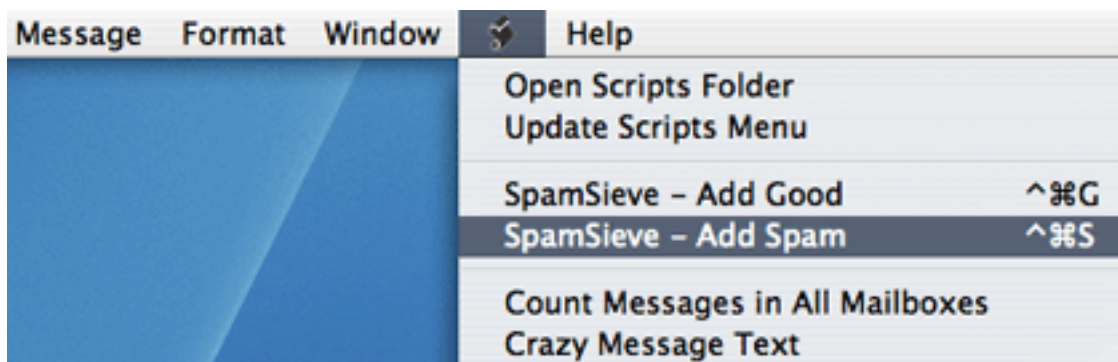 Message Format Window Help
Open Scripts Folder
Update Scripts Menu
SpamSieve – Add Good ^⌘G
SpamSieve – Add Spam ^⌘S
Count Messages in All Mailboxes
Crazy Message Text